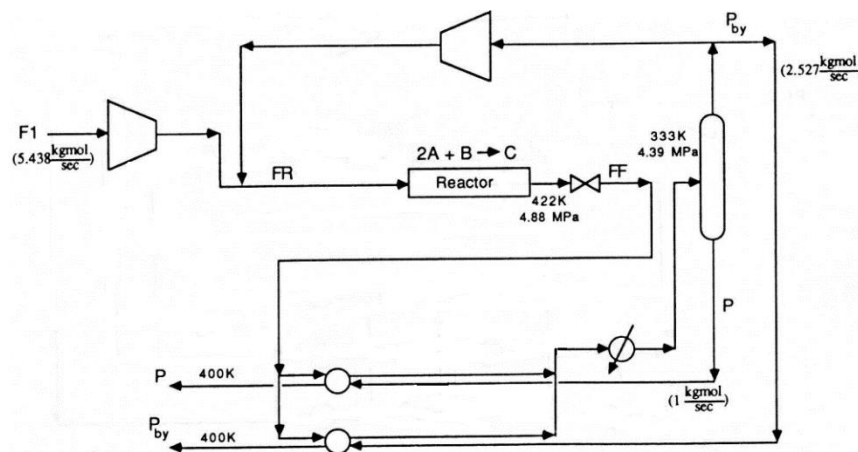 P_by
(2.527 kgmol/sec)
F1
(5.438 kgmol/sec)
333K
4.39 MPa
2A + B → C
FR
Reactor
FF
422K
4.88 MPa
P
P
400K
(1 kgmol/sec)
P_by
400K